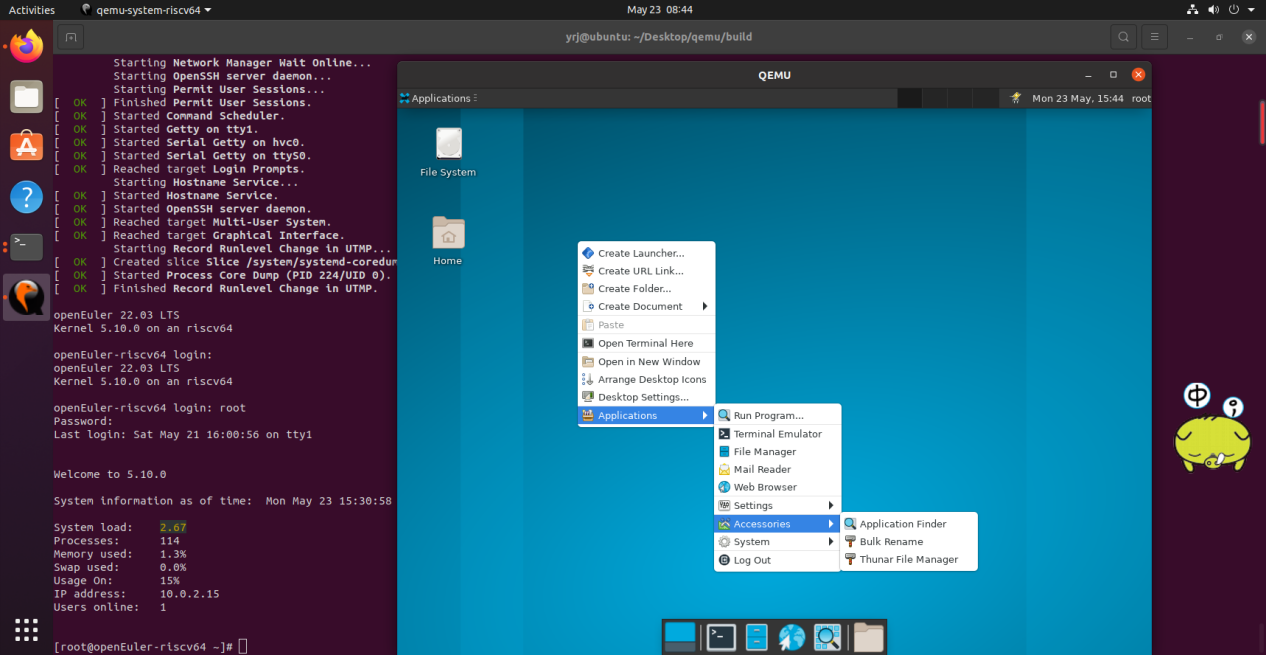 Activities
qemu-system-riscv64
May 23 08:44
yrj@ubuntu: ~/Desktop/qemu/build
Starting Network Manager Wait Online...
Starting OpenSSH server daemon...
Starting Permit User Sessions...
[ OK ] Finished Permit User Sessions.
[ OK ] Started Command Scheduler.
[ OK ] Started Getty on tty1.
[ OK ] Started Serial Getty on hvc0.
[ OK ] Started Serial Getty on ttyS0.
[ OK ] Reached target Login Prompts.
Starting Hostname Service...
[ OK ] Started Hostname Service.
[ OK ] Started OpenSSH server daemon.
[ OK ] Reached target Multi-User System.
[ OK ] Reached target Graphical Interface.
Starting Record Runlevel Change in UTMP...
[ OK ] Created slice Slice /system/systemd-coredum
[ OK ] Started Process Core Dump (PID 224/UID 0).
[ OK ] Finished Record Runlevel Change in UTMP.
openEuler 22.03 LTS
Kernel 5.10.0 on an riscv64
openEuler-riscv64 login:
openEuler 22.03 LTS
Kernel 5.10.0 on an riscv64
openEuler-riscv64 login: root
Password:
Last login: Sat May 21 16:00:56 on tty1
Welcome to 5.10.0
System information as of time: Mon May 23 15:30:58
System load: 2.67
Processes: 114
Memory used: 1.3%
Swap used: 0.0%
Usage On: 15%
IP address: 10.0.2.15
Users online: 1
[root@openEuler-riscv64 ~]#
QEMU
Applications
Mon 23 May, 15:44 root
File System
Home
Create Launcher...
Create URL Link...
Create Folder...
Create Document
Paste
Open Terminal Here
Open in New Window
Arrange Desktop Icons
Desktop Settings...
Applications
Run Program...
Terminal Emulator
File Manager
Mail Reader
Web Browser
Settings
Accessories
System
Log Out
Application Finder
Bulk Rename
Thunar File Manager
中